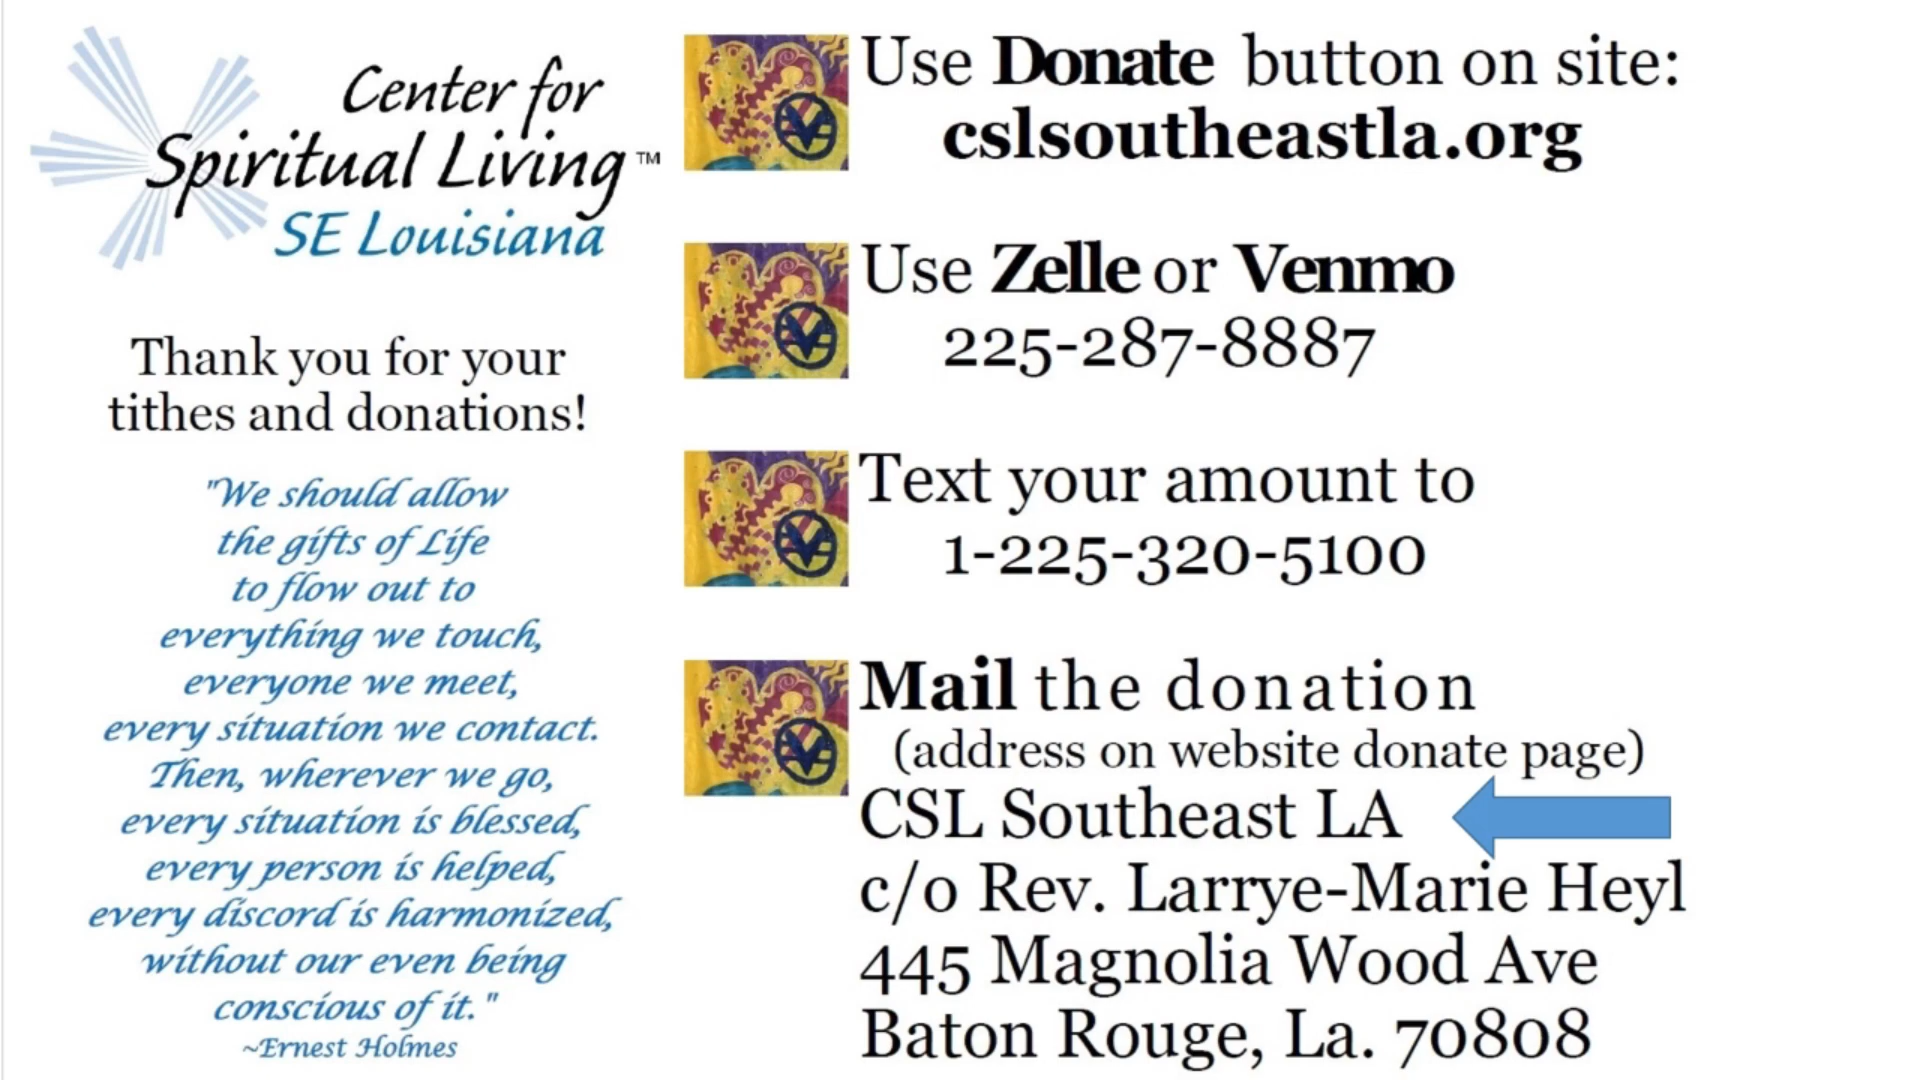 Center for
Spiritual Living™
SE Louisiana
Thank you for your
tithes and donations!
"We should allow
the gifts of Life
to flow out to
everything we touch,
everyone we meet,
every situation we contact.
Then, wherever we go,
every situation is blessed,
every person is helped,
every discord is harmonized,
without our even being
conscious of it."
~Ernest Holmes
Use Donate button on site:
cslsoutheastla.org
Use Zelle or Venmo
225-287-8887
Text your amount to
1-225-320-5100
Mail the donation
(address on website donate page)
CSL Southeast LA
c/o Rev. Larrye-Marie Heyl
445 Magnolia Wood Ave
Baton Rouge, La. 70808